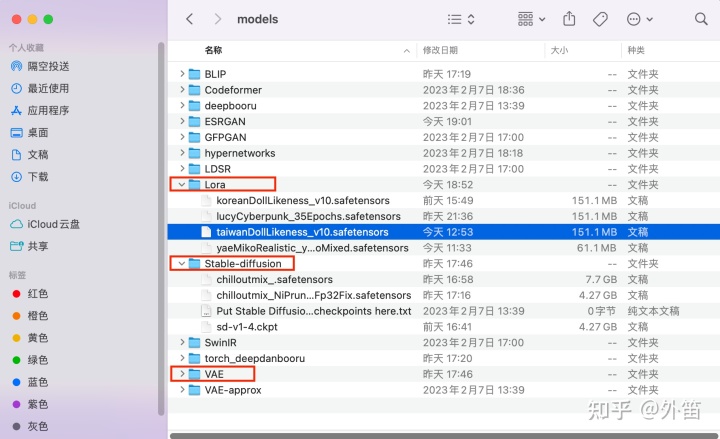 models
个人收藏
隔空投送
最近使用
应用程序
桌面
文稿
下载
iCloud
iCloud云盘
共享
标签
红色
橙色
黄色
绿色
蓝色
紫色
灰色
名称 修改日期 大小 种类
BLIP 昨天 17:19 -- 文件夹
Codeformer 2023年2月7日 18:36 -- 文件夹
deepbooru 2023年2月7日 13:39 -- 文件夹
ESRGAN 今天 19:01 -- 文件夹
GFPGAN 2023年2月7日 17:00 -- 文件夹
hypernetworks 2023年2月7日 18:18 -- 文件夹
LDSR 2023年2月7日 17:00 -- 文件夹
Lora 今天 18:52 -- 文件夹
koreanDollLikeness_v10.safetensors 前天 15:49 151.1 MB 文稿
lucyCyberpunk_35Epochs.safetensors 昨天 21:36 151.1 MB 文稿
taiwanDollLikeness_v10.safetensors 今天 12:53 151.1 MB 文稿
yaeMikoRealistic_y...oMixed.safetensors 今天 11:33 61.1 MB 文稿
Stable-diffusion 昨天 17:46 -- 文件夹
chilloutmix_.safetensors 昨天 16:58 7.7 GB 文稿
chilloutmix_NiPrun...Fp32Fix.safetensors 昨天 17:16 4.27 GB 文稿
Put Stable Diffusio...checkpoints here.txt 2023年2月7日 13:39 0字节 纯文本文稿
sd-v1-4.ckpt 前天 16:41 4.27 GB 文稿
SwinIR 2023年2月7日 17:00 -- 文件夹
torch_deepdanbooru 昨天 17:20 -- 文件夹
VAE 昨天 17:46 -- 文件夹
VAE-approx 2023年2月7日 13:39 -- 文件夹
知乎 @外笛